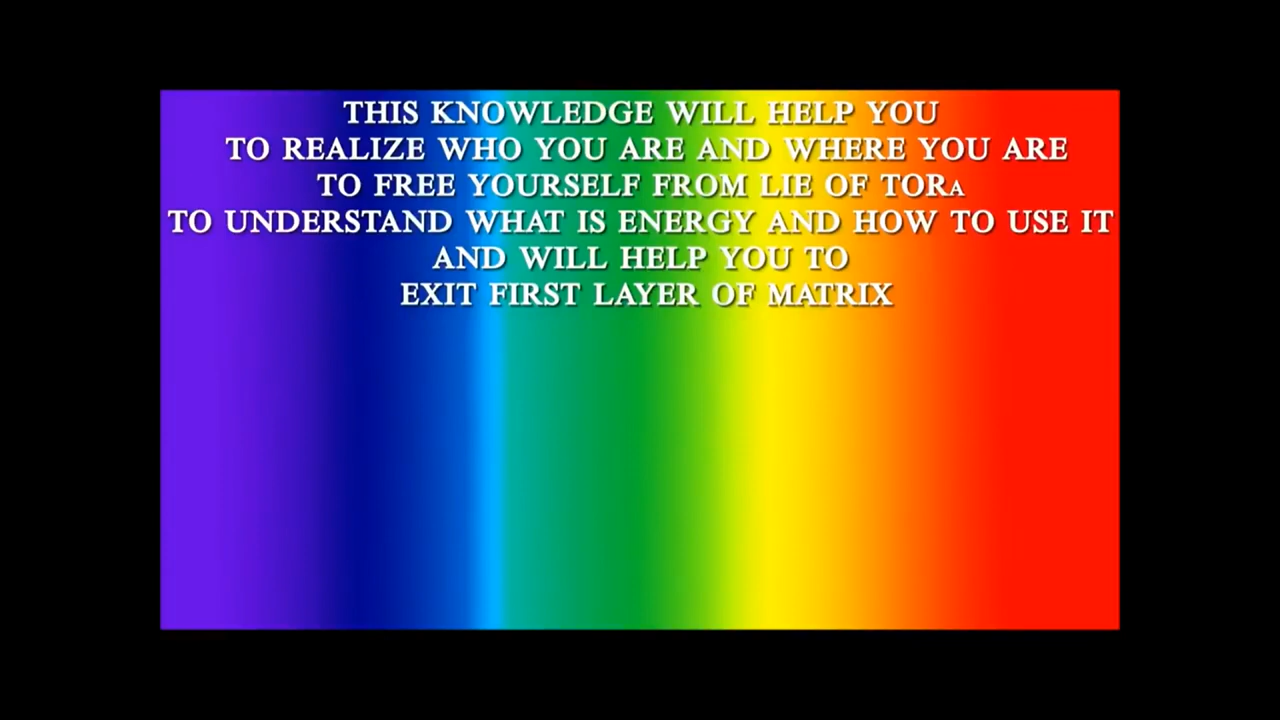 THIS KNOWLEDGE WILL HELP YOU
TO REALIZE WHO YOU ARE AND WHERE YOU ARE
TO FREE YOURSELF FROM LIE OF TORA
TO UNDERSTAND WHAT IS ENERGY AND HOW TO USE IT
AND WILL HELP YOU TO
EXIT FIRST LAYER OF MATRIX